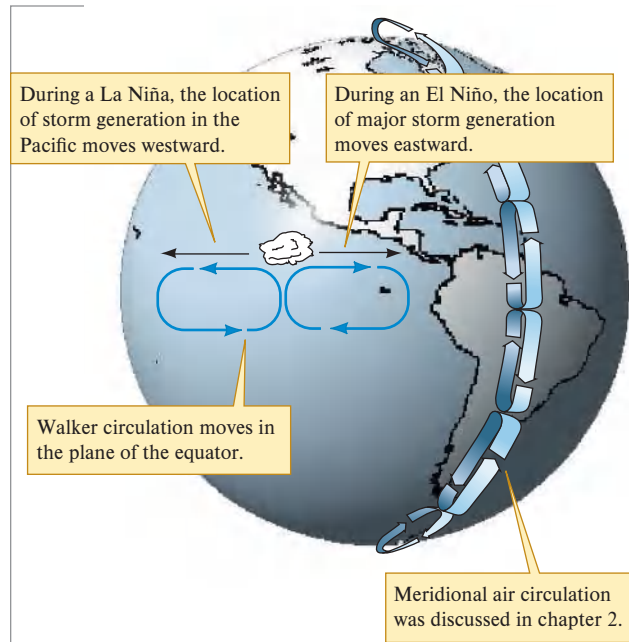 During a La Niña, the location
of storm generation in the
Pacific moves westward.
During an El Niño, the location
of major storm generation
moves eastward.
Walker circulation moves in
the plane of the equator.
Meridional air circulation
was discussed in chapter 2.